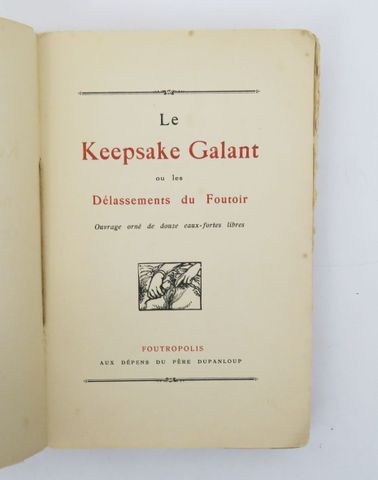 Le
Keepsake Galant
ou les
Délassements du Foutoir
Ouvrage orné de douze eaux-fortes libres
FOUTROPOLIS
AUX DÉPENS DU PÈRE DUPANLOUP